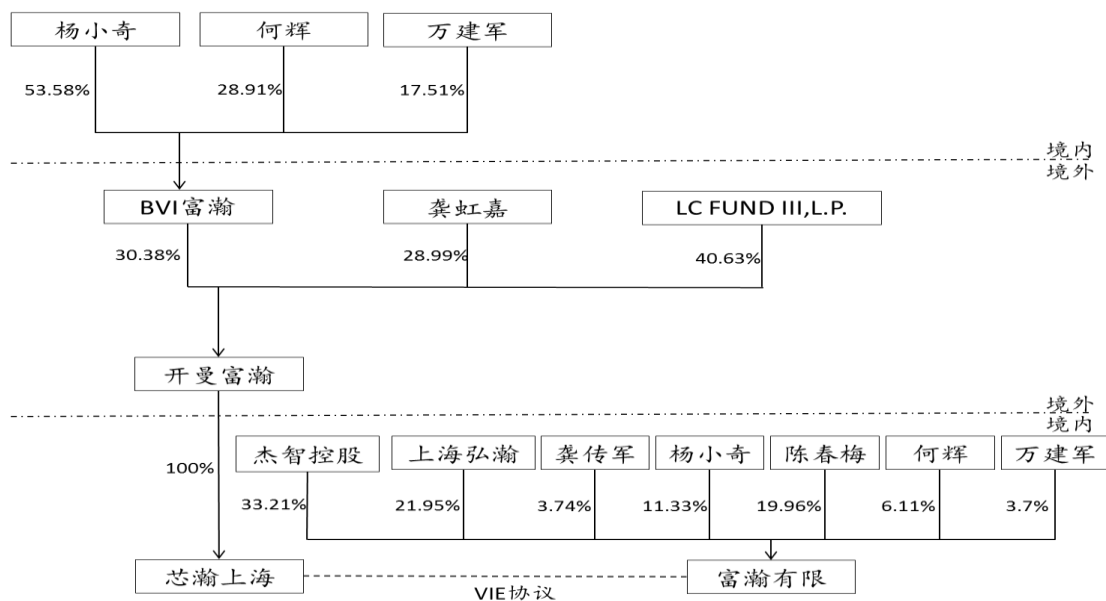 杨小奇 何辉 万建军
53.58% 28.91% 17.51%
境内
境外
BVI富瀚 龚虹嘉 LC FUND III,L.P.
30.38% 28.99% 40.63%
开曼富瀚
境外
境内
杰智控股 上海弘瀚 龚传军 杨小奇 陈春梅 何辉 万建军
100%
33.21% 21.95% 3.74% 11.33% 19.96% 6.11% 3.7%
芯瀚上海 富瀚有限
VIE协议